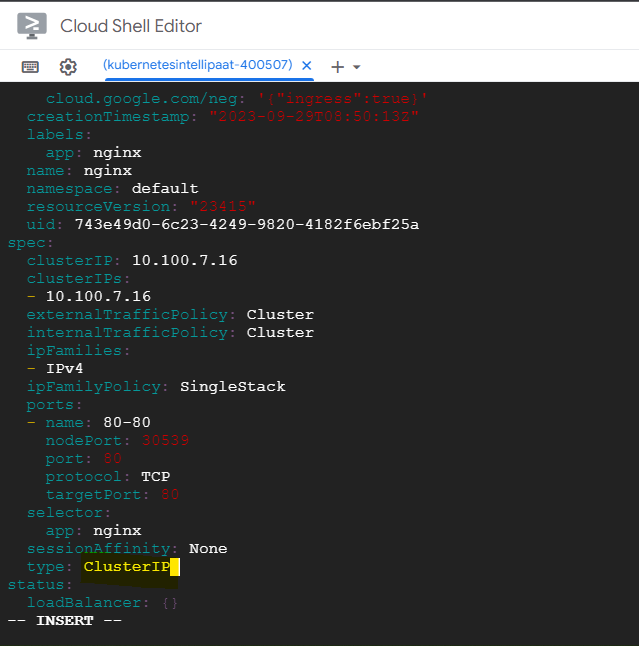 Cloud Shell Editor
(kubernetesintellipaat-400507)
cloud.google.com/neg: '{"ingress":true}'
creationTimestamp: "2023-09-29T08:50:13Z"
labels:
app: nginx
name: nginx
namespace: default
resourceVersion: "23415"
uid: 743e49d0-6c23-4249-9820-4182f6ebf25a
spec:
clusterIP: 10.100.7.16
clusterIPs:
- 10.100.7.16
externalTrafficPolicy: Cluster
internalTrafficPolicy: Cluster
ipFamilies:
- IPv4
ipFamilyPolicy: SingleStack
ports:
- name: 80-80
nodePort: 30539
port: 80
protocol: TCP
targetPort: 80
selector:
app: nginx
sessionAffinity: None
type: ClusterIP
status:
loadBalancer: {}
-- INSERT --